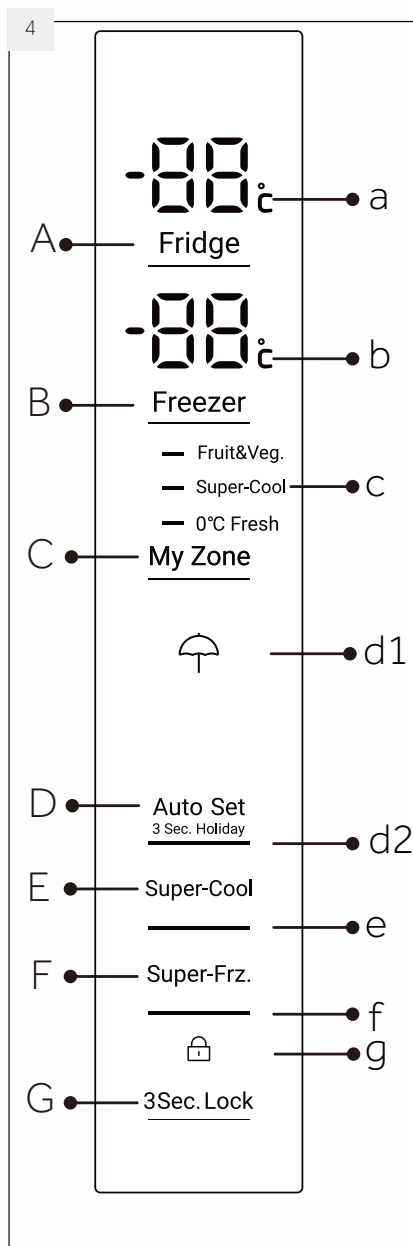 4
-88°C
a
A
Fridge
-88°C
b
B
Freezer
Fruit&Veg.
Super-Cool
c
0°C Fresh
C
My Zone
d1
D
Auto Set
3 Sec. Holiday
d2
E
Super-Cool
e
F
Super-Frz.
f
g
G
3Sec. Lock